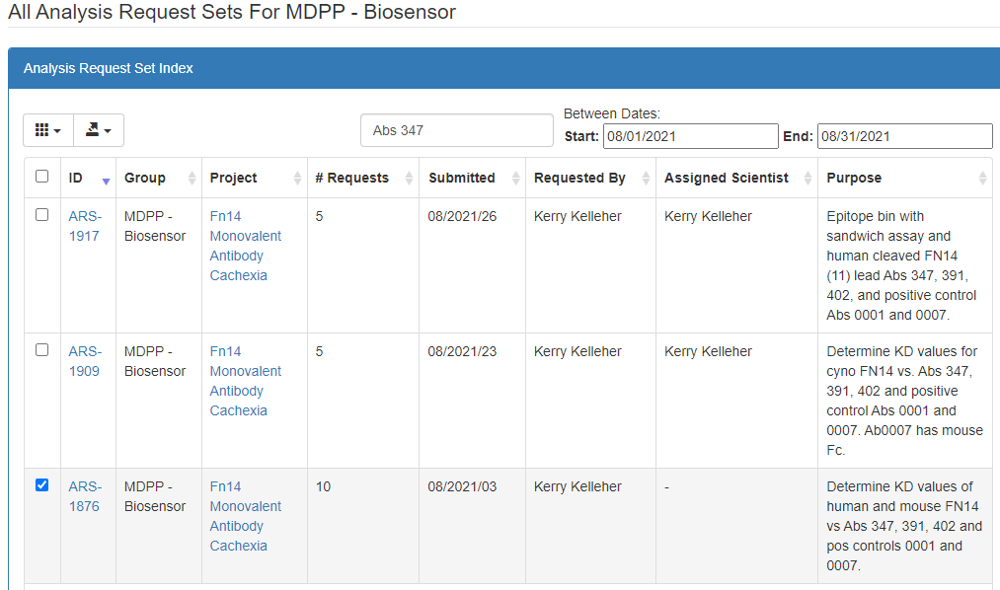 All Analysis Request Sets For MDPP - Biosensor
Analysis Request Set Index
Abs 347
Between Dates:
Start: 08/01/2021 End: 08/31/2021
ID Group Project # Requests Submitted Requested By Assigned Scientist Purpose
ARS-
1917
MDPP -
Biosensor
Fn14
Monovalent
Antibody
Cachexia
5
08/2021/26
Kerry Kelleher
Kerry Kelleher
Epitope bin with
sandwich assay and
human cleaved FN14
(11) lead Abs 347, 391,
402, and positive control
Abs 0001 and 0007.
ARS-
1909
MDPP -
Biosensor
Fn14
Monovalent
Antibody
Cachexia
5
08/2021/23
Kerry Kelleher
Kerry Kelleher
Determine KD values for
cyno FN14 vs. Abs 347,
391, 402 and positive
control Abs 0001 and
0007. Ab0007 has mouse
Fc.
ARS-
1876
MDPP -
Biosensor
Fn14
Monovalent
Antibody
Cachexia
10
08/2021/03
Kerry Kelleher
-
Determine KD values of
human and mouse FN14
vs Abs 347, 391, 402 and
pos controls 0001 and
0007.